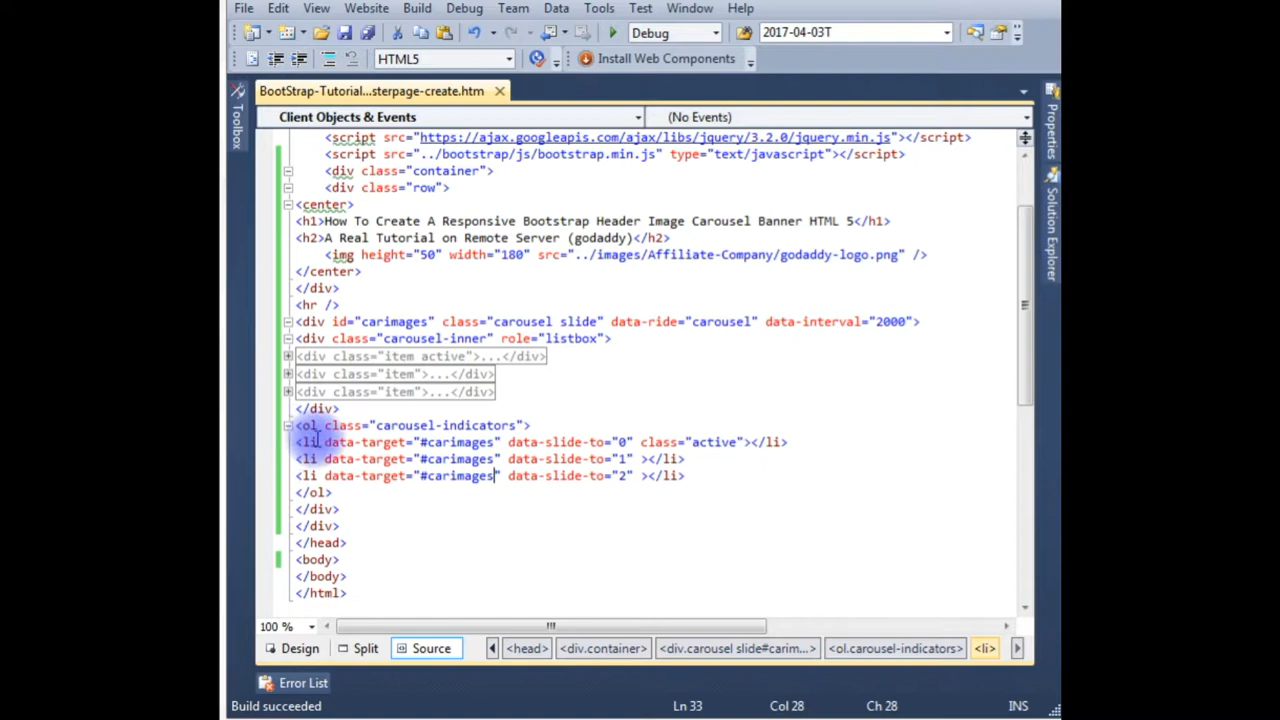 File Edit View Website Build Debug Team Data Tools Test Window Help
Debug 2017-04-03T
HTML5 Install Web Components
BootStrap-Tutorial...sterpage-create.htm
Client Objects & Events (No Events)
Toolbox
Properties
Solution Explorer
<script src="https://ajax.googleapis.com/ajax/libs/jquery/3.2.0/jquery.min.js"></script>
<script src="../bootstrap/js/bootstrap.min.js" type="text/javascript"></script>
<div class="container">
<div class="row">
<center>
<h1>How To Create A Responsive Bootstrap Header Image Carousel Banner HTML 5</h1>
<h2>A Real Tutorial on Remote Server (godaddy)</h2>
<img height="50" width="180" src="../images/Affiliate-Company/godaddy-logo.png" />
</center>
</div>
<hr />
<div id="carimages" class="carousel slide" data-ride="carousel" data-interval="2000">
<div class="carousel-inner" role="listbox">
<div class="item active">...</div>
<div class="item">...</div>
<div class="item">...</div>
</div>
<ol class="carousel-indicators">
<li data-target="#carimages" data-slide-to="0" class="active"></li>
<li data-target="#carimages" data-slide-to="1" ></li>
<li data-target="#carimages" data-slide-to="2" ></li>
</ol>
</div>
</div>
</head>
<body>
</body>
</html>
100 %
Design Split Source <head> <div.container> <div.carousel slide#carim...> <ol.carousel-indicators> <li>
Error List
Build succeeded Ln 33 Col 28 Ch 28 INS